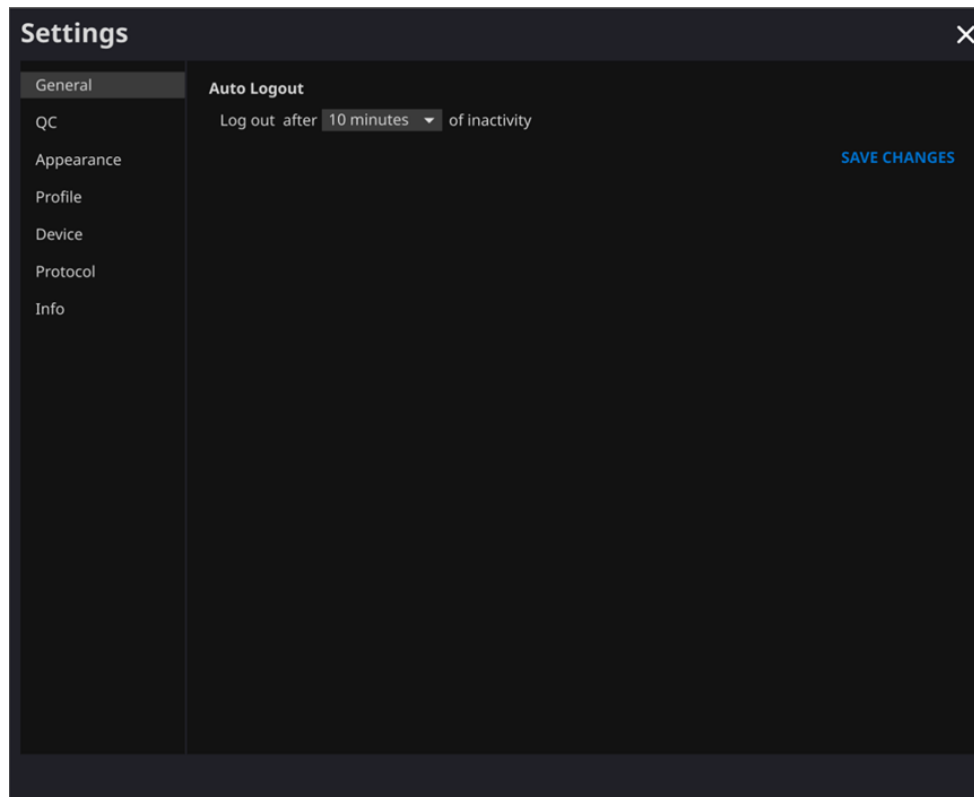 Settings
General
QC
Appearance
Profile
Device
Protocol
Info
Auto Logout
Log out after 10 minutes of inactivity
SAVE CHANGES